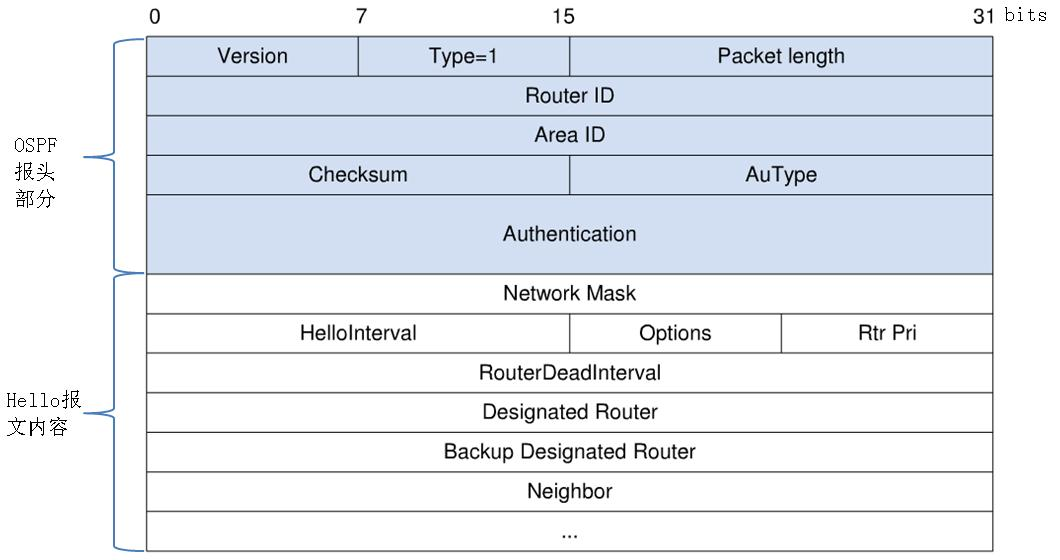 0 7 15 31 bits
Version Type=1 Packet length
Router ID
Area ID
Checksum AuType
Authentication
OSPF
报头
部分
Network Mask
HelloInterval Options Rtr Pri
RouterDeadInterval
Designated Router
Backup Designated Router
Neighbor
...
Hello报
文内容